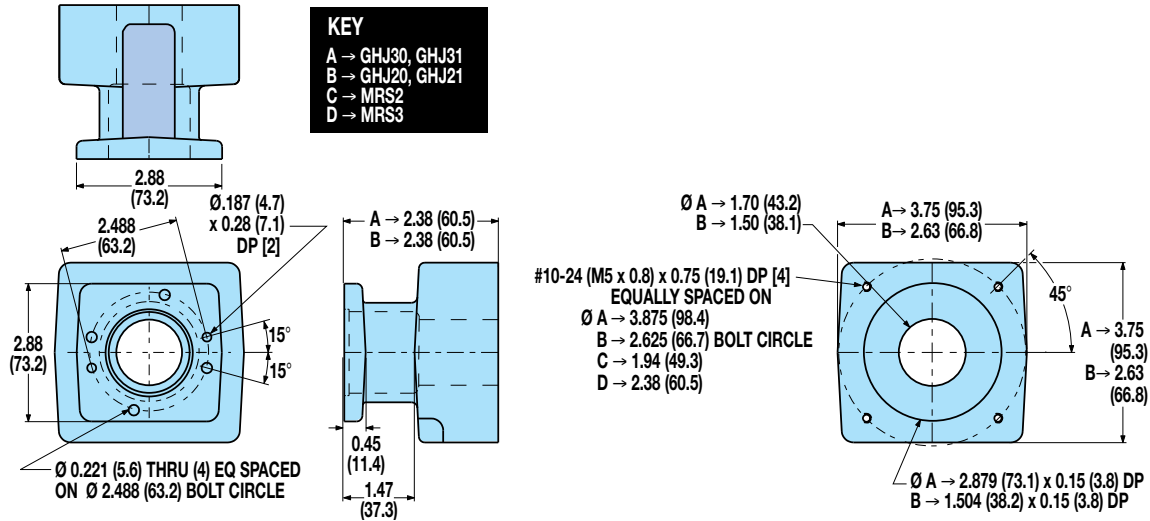 KEY
A → GHJ30, GHJ31
B → GHJ20, GHJ21
C → MRS2
D → MRS3
2.88
(73.2)
2.488
(63.2)
Ø.187 (4.7)
x 0.28 (7.1)
DP [2]
2.88
(73.2)
15°
15°
Ø 0.221 (5.6) THRU (4) EQ SPACED
ON Ø 2.488 (63.2) BOLT CIRCLE
A → 2.38 (60.5)
B → 2.38 (60.5)
0.45
(11.4)
1.47
(37.3)
Ø A → 1.70 (43.2)
B → 1.50 (38.1)
A→ 3.75 (95.3)
B→ 2.63 (66.8)
#10-24 (M5 x 0.8) x 0.75 (19.1) DP [4]
EQUALLY SPACED ON
Ø A → 3.875 (98.4)
B → 2.625 (66.7) BOLT CIRCLE
C → 1.94 (49.3)
D → 2.38 (60.5)
45°
A → 3.75
(95.3)
B→ 2.63
(66.8)
Ø A → 2.879 (73.1) x 0.15 (3.8) DP
B → 1.504 (38.2) x 0.15 (3.8) DP